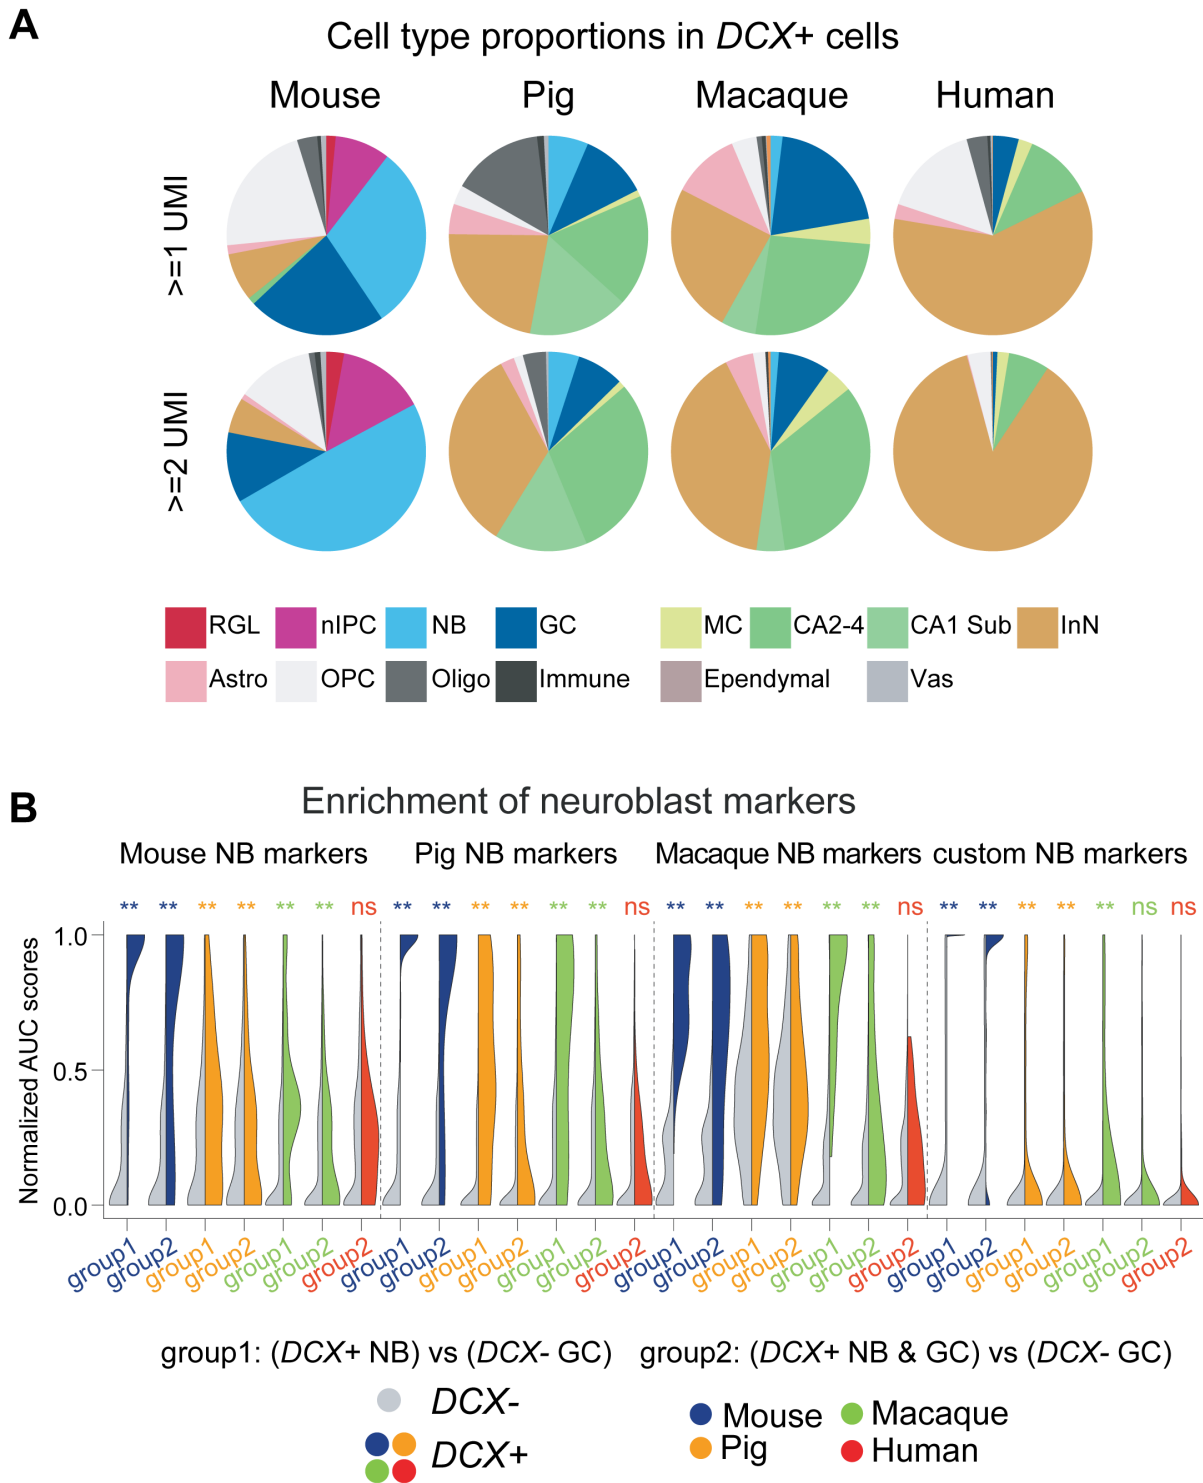 A
Cell type proportions in DCX+ cells
Mouse Pig Macaque Human
>=1 UMI
>=2 UMI
RGL nIPC NB GC MC CA2-4 CA1 Sub InN
Astro OPC Oligo Immune Ependymal Vas
B
Enrichment of neuroblast markers
Mouse NB markers Pig NB markers Macaque NB markers custom NB markers
** ** ** ** ** ** ns ** ** ** ** ** ** ns ** ** ** ** ** ** ns ** ** ** ** ** ns ns
Normalized AUC scores
1.0
0.5
0.0
group1 group2 group1 group2 group1 group2 group2 group1 group2 group1 group2 group1 group2 group2 group1 group2 group1 group2 group1 group2 group2 group1 group2 group1 group2 group1 group2 group2
group1: (DCX+ NB) vs (DCX- GC) group2: (DCX+ NB & GC) vs (DCX- GC)
DCX-
Mouse Macaque
DCX+
Pig Human